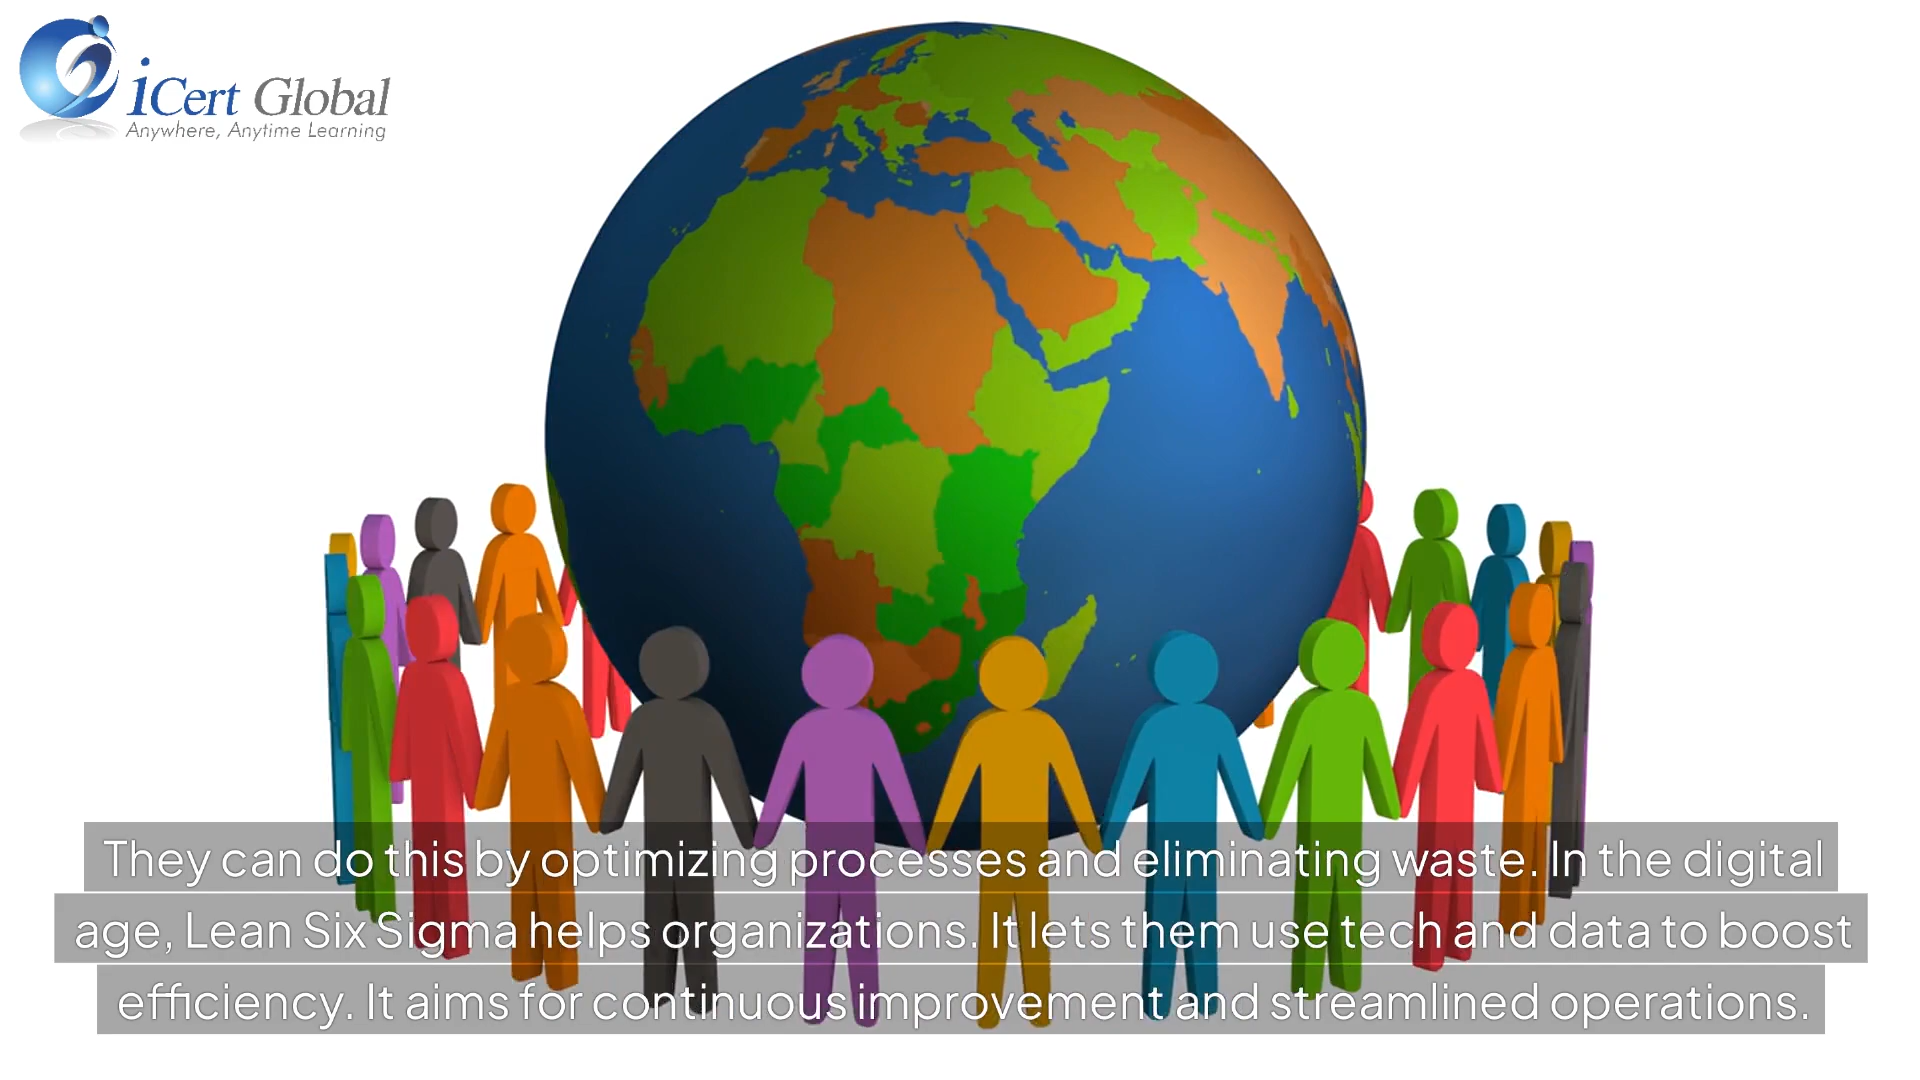 iCert Global
Anywhere, Anytime Learning
They can do this by optimizing processes and eliminating waste. In the digital
age, Lean Six Sigma helps organizations. It lets them use tech and data to boost
efficiency. It aims for continuous improvement and streamlined operations.